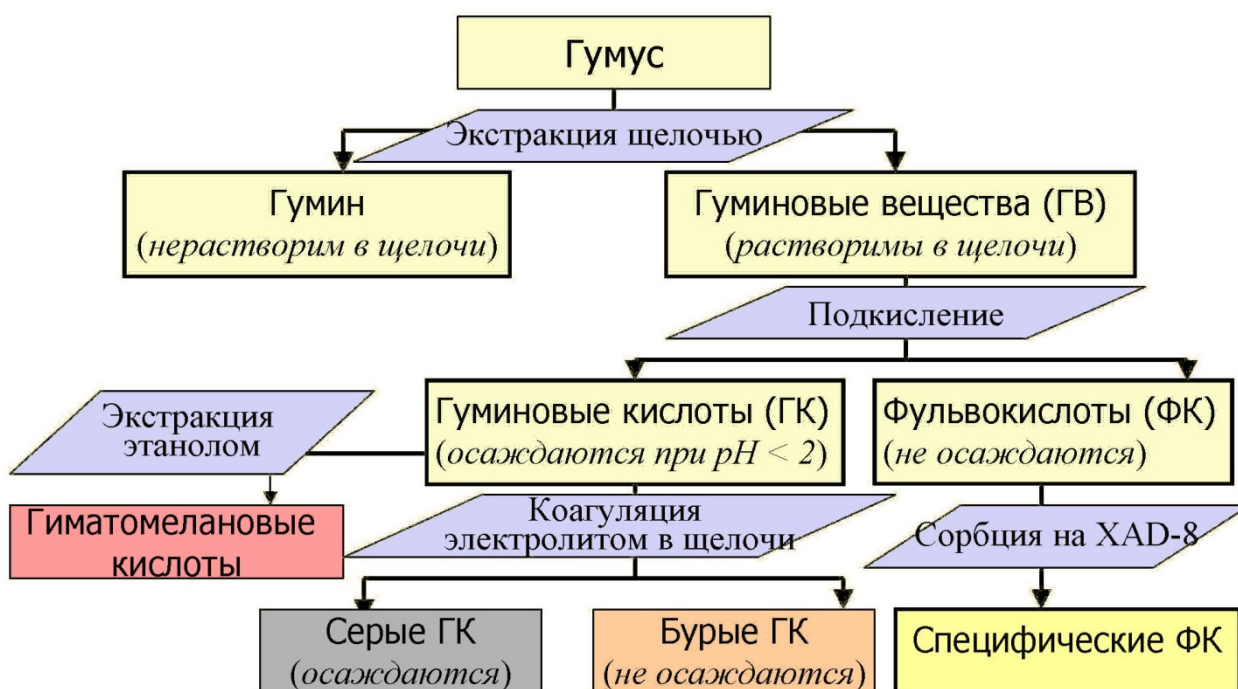 Гумус
Экстракция щелочью
Гумин
(нерастворим в щелочи)
Гуминовые вещества (ГВ)
(растворимы в щелочи)
Подкисление
Экстракция
этанолом
Гуминовые кислоты (ГК)
(осаждаются при pH < 2)
Фульвокислоты (ФК)
(не осаждаются)
Гиматомелановые
кислоты
Коагуляция
электролитом в щелочи
Сорбция на XAD-8
Серые ГК
(осаждаются)
Бурые ГК
(не осаждаются)
Специфические ФК